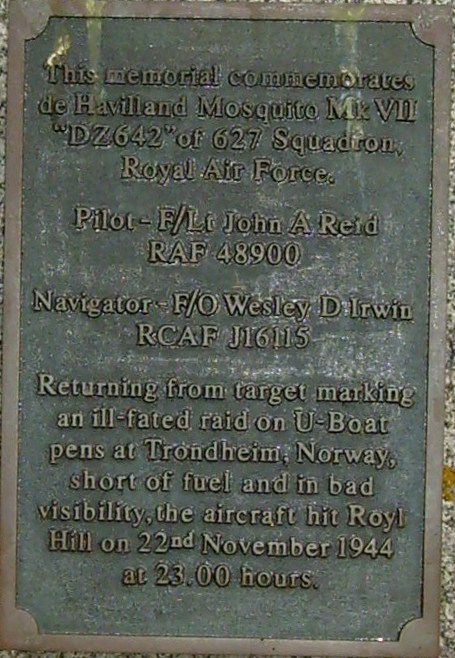 This memorial commemorates
de Havilland Mosquito Mk VII
"DZ642" of 627 Squadron,
Royal Air Force.
Pilot - F/Lt John A Reid
RAF 48900
Navigator - F/O Wesley D Irwin
RCAF J16115
Returning from target marking
an ill-fated raid on U-Boat
pens at Trondheim, Norway,
short of fuel and in bad
visibility, the aircraft hit Royl
Hill on 22nd November 1944
at 23.00 hours.